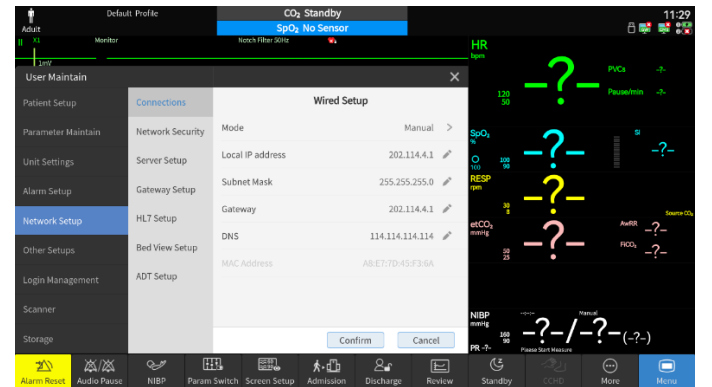 Default Profile
CO₂ Standby
11:29
Adult
SpO₂ No Sensor
II X1 Monitor Notch Filter 50Hz
1mV
HR
bpm
120
50
-?-
PVCs -?-
Pause/min -?-
User Maintain
Patient Setup
Parameter Maintain
Unit Settings
Alarm Setup
Network Setup
Other Setups
Login Management
Scanner
Storage
Connections
Network Security
Server Setup
Gateway Setup
HL7 Setup
Bed View Setup
ADT Setup
Wired Setup
Mode Manual
Local IP address 202.114.4.1
Subnet Mask 255.255.255.0
Gateway 202.114.4.1
DNS 114.114.114.114
MAC Address A8:E7:7D:45:F3:6A
Confirm Cancel
SpO₂
%
100
90
-?-
SI
-?-
RESP
rpm
30
8
-?-
Source CO₂
etCO₂
mmHg
50
25
-?-
AwRR -?-
FiCO₂ -?-
NIBP
mmHg
160
90
Manual
-?-/-?-(-?-)
PR -?-
Please Start Measure
Alarm Reset
Audio Pause
NIBP
Param Switch
Screen Setup
Admission
Discharge
Review
Standby
CCHD
More
Menu